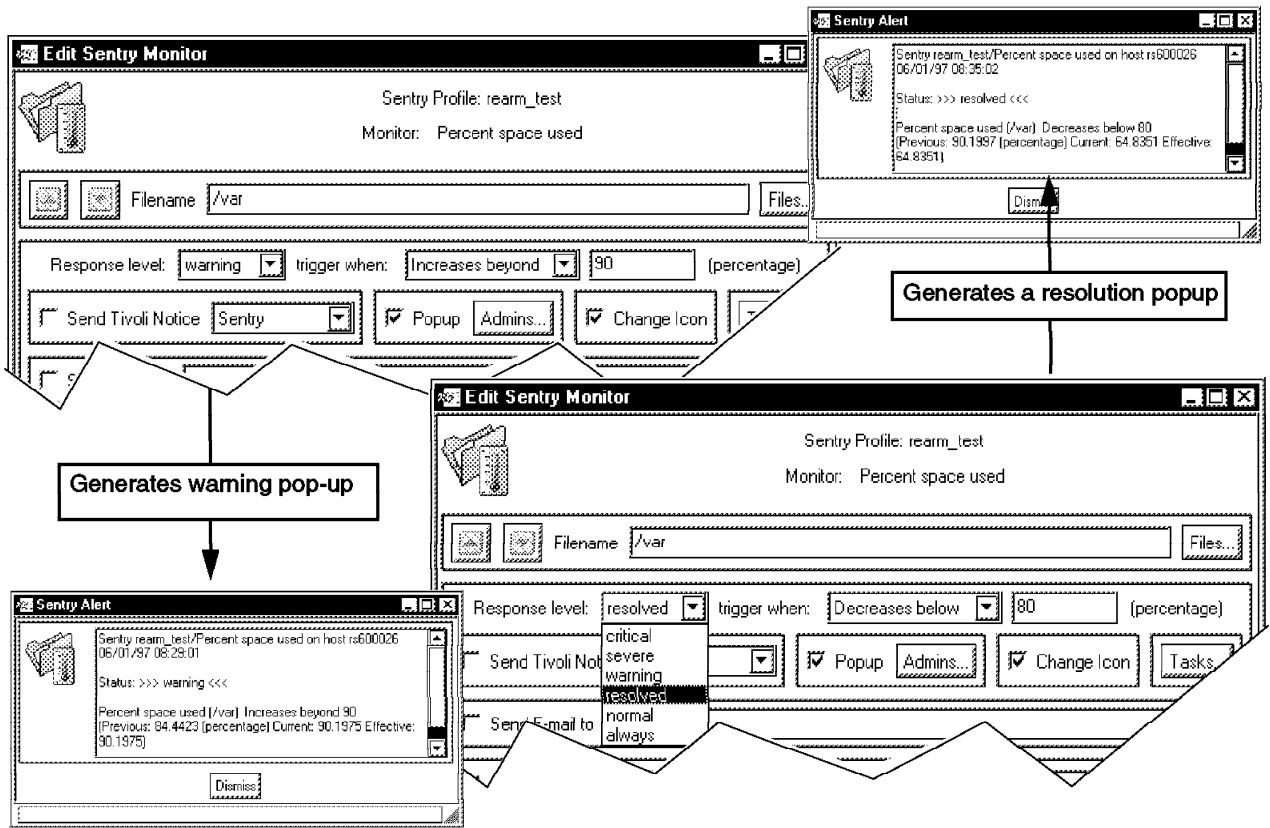 Edit Sentry Monitor
Sentry Profile: rearm_test
Monitor: Percent space used
Filename /var Files..
Response level: warning trigger when: Increases beyond 90 (percentage)
Send Tivoli Notice Sentry Popup Admins... Change Icon
Sentry Alert
Sentry rearm_test/Percent space used on host rs600026
06/01/97 08:35:02
Status: >>> resolved <<<
Percent space used (/var) Decreases below 80
(Previous: 90.1997 (percentage) Current: 64.8351 Effective:
64.8351)
Generates a resolution popup
Generates warning pop-up
Sentry Alert
Sentry rearm_test/Percent space used on host rs600026
06/01/97 08:29:01
Status: >>> warning <<<
Percent space used (/var) Increases beyond 90
(Previous: 84.4423 (percentage) Current: 90.1975 Effective:
90.1975)
Dismiss
Edit Sentry Monitor
Sentry Profile: rearm_test
Monitor: Percent space used
Filename /var Files...
Response level: resolved trigger when: Decreases below 80 (percentage)
critical
severe
warning
resolved
normal
always
Send Tivoli Not Popup Admins... Change Icon Tasks
Send E-mail to